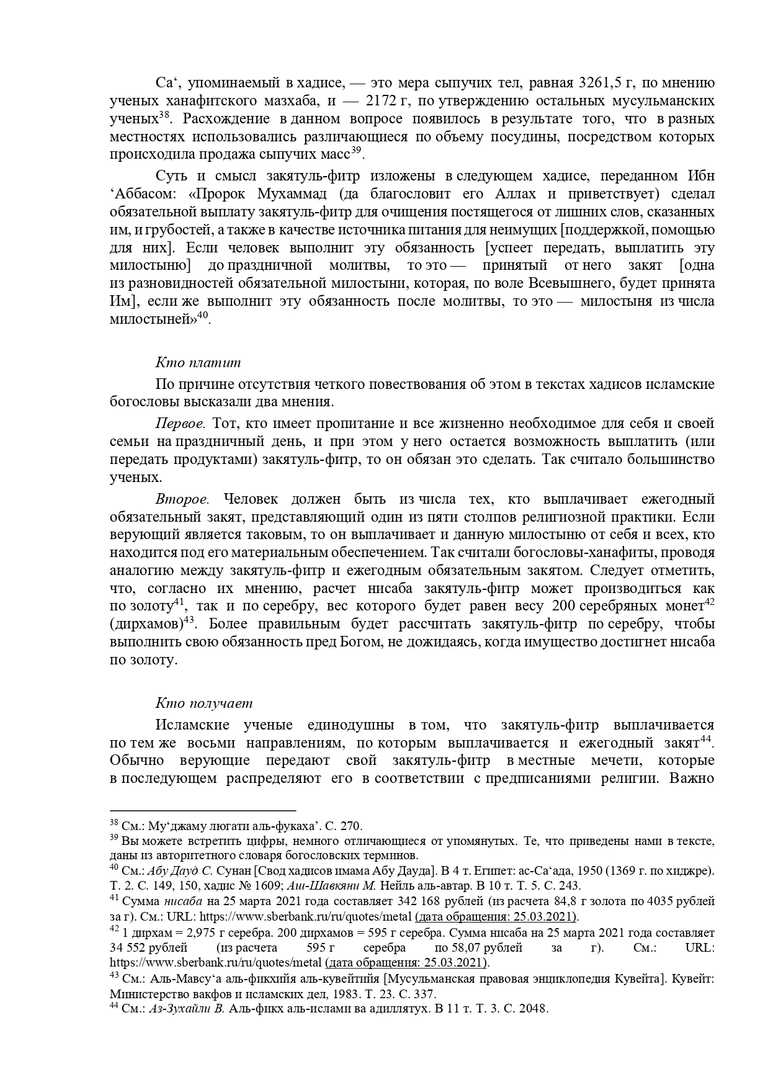 Са‘, упоминаемый в хадисе, — это мера сыпучих тел, равная 3261,5 г, по мнению
ученых ханафитского мазхаба, и — 2172 г, по утверждению остальных мусульманских
ученых38. Расхождение в данном вопросе появилось в результате того, что в разных
местностях использовались различающиеся по объему посудины, посредством которых
происходила продажа сыпучих масс39.
Суть и смысл закятуль-фитр изложены в следующем хадисе, переданном Ибн
‘Аббасом: «Пророк Мухаммад (да благословит его Аллах и приветствует) сделал
обязательной выплату закятуль-фитр для очищения постящегося от лишних слов, сказанных
им, и грубостей, а также в качестве источника питания для неимущих [поддержкой, помощью
для них]. Если человек выполнит эту обязанность [успеет передать, выплатить эту
милостыню] до праздничной молитвы, то это — принятый от него закят [одна
из разновидностей обязательной милостыни, которая, по воле Всевышнего, будет принята
Им], если же выполнит эту обязанность после молитвы, то это — милостыня из числа
милостыней»40.
Кто платит
По причине отсутствия четкого повествования об этом в текстах хадисов исламские
богословы высказали два мнения.
Первое. Тот, кто имеет пропитание и все жизненно необходимое для себя и своей
семьи на праздничный день, и при этом у него остается возможность выплатить (или
передать продуктами) закятуль-фитр, то он обязан это сделать. Так считало большинство
ученых.
Второе. Человек должен быть из числа тех, кто выплачивает ежегодный
обязательный закят, представляющий один из пяти столпов религиозной практики. Если
верующий является таковым, то он выплачивает и данную милостыню от себя и всех, кто
находится под его материальным обеспечением. Так считали богословы-ханафиты, проводя
аналогию между закятуль-фитр и ежегодным обязательным закятом. Следует отметить,
что, согласно их мнению, расчет нисаба закятуль-фитр может производиться как
по золоту41, так и по серебру, вес которого будет равен весу 200 серебряных монет42
(дирхамов)43. Более правильным будет рассчитать закятуль-фитр по серебру, чтобы
выполнить свою обязанность пред Богом, не дожидаясь, когда имущество достигнет нисаба
по золоту.
Кто получает
Исламские ученые единодушны в том, что закятуль-фитр выплачивается
по тем же восьми направлениям, по которым выплачивается и ежегодный закят44.
Обычно верующие передают свой закятуль-фитр в местные мечети, которые
в последующем распределяют его в соответствии с предписаниями религии. Важно
38 См.: Му‘джаму люгати аль-фукаха’. С. 270.
39 Вы можете встретить цифры, немного отличающиеся от упомянутых. Те, что приведены нами в тексте,
даны из авторитетного словаря богословских терминов.
40 См.: Абу Дауд С. Сунан [Свод хадисов имама Абу Дауда]. В 4 т. Египет: ас-Са‘ада, 1950 (1369 г. по хиджре).
Т. 2. С. 149, 150, хадис № 1609; Аш-Шавкяни М. Нейль аль-автар. В 10 т. Т. 5. С. 243.
41 Сумма нисаба на 25 марта 2021 года составляет 342 168 рублей (из расчета 84,8 г золота по 4035 рублей
за г). См.: URL: https://www.sberbank.ru/ru/quotes/metal (дата обращения: 25.03.2021).
42 1 дирхам = 2,975 г серебра. 200 дирхамов = 595 г серебра. Сумма нисаба на 25 марта 2021 года составляет
34 552 рублей (из расчета 595 г серебра по 58,07 рублей за г). См.: URL:
https://www.sberbank.ru/ru/quotes/metal (дата обращения: 25.03.2021).
43 См.: Аль-Мавсу‘а аль-фикхийя аль-кувейтийя [Мусульманская правовая энциклопедия Кувейта]. Кувейт:
Министерство вакфов и исламских дел, 1983. Т. 23. С. 337.
44 См.: Аз-Зухайли В. Аль-фикх аль-ислами ва адиллятух. В 11 т. Т. 3. С. 2048.